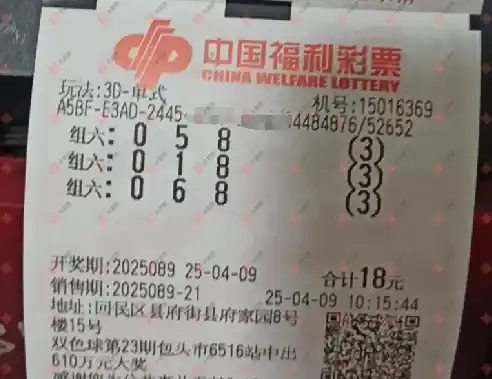 中国福利彩票
CHINA WELFARE LOTTERY
玩法:3D-单式 机号:15016369
A5BF-E3AD-2445- 4484876/52652
组六: 0 5 8 (3)
组六: 0 1 8 (3)
组六: 0 6 8 (3)
开奖期:2025089 25-04-09 合计18元
销售期:2025089-21 25-04-09 10:15:44
地址:回民区县府街县府家园8号
楼15号
双色球第23期包头市6516站中出
610万元大奖